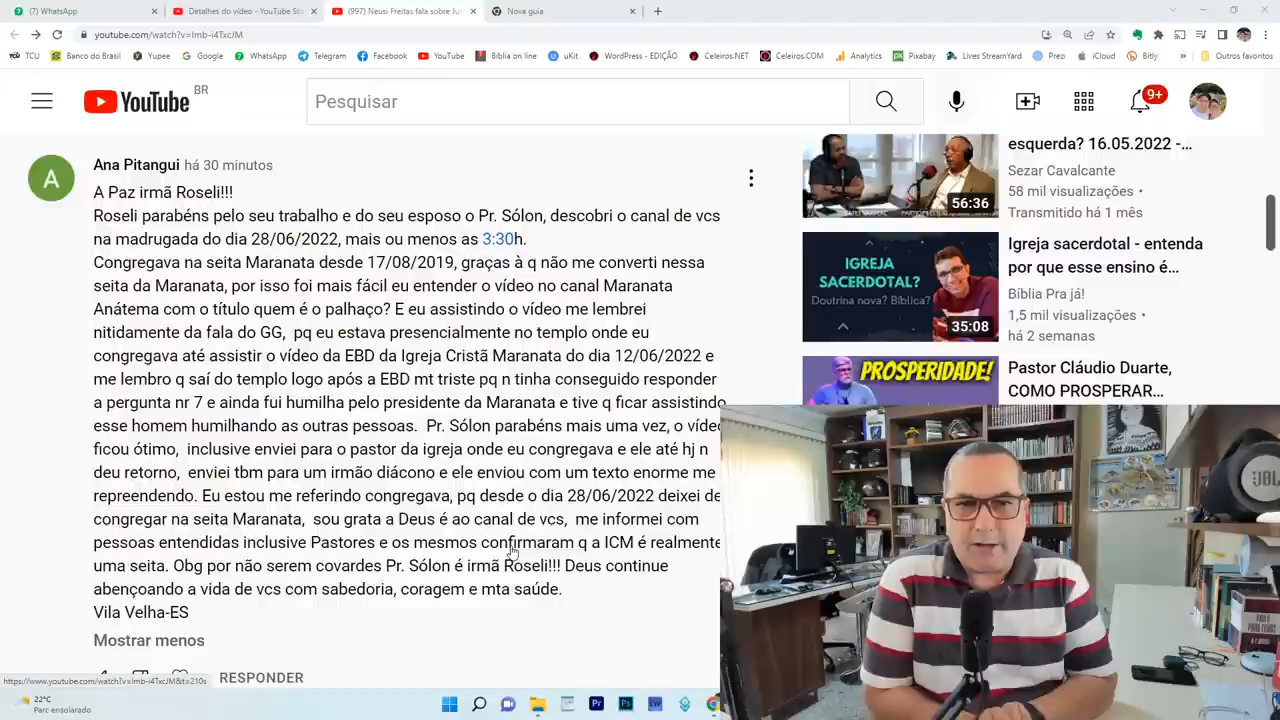 (7) WhatsApp
Detalhes do vídeo - YouTube St
(997) Neusi Freitas fala sobre Ju
Nova guia
youtube.com/watch?v=Imb-i4TxcJM
TCU
Banco do Brasil
Yupee
Google
WhatsApp
Telegram
Facebook
YouTube
Bíblia on line
uKit
WordPress - EDIÇÃO
Celeiros.NET
Celeiros.COM
Analytics
Pixabay
Lives StreamYard
Prezi
iCloud
Bitly
»
Outros favoritos
YouTube BR
Pesquisar
9+
A
Ana Pitangui há 30 minutos
A Paz irmã Roseli!!!
Roseli parabéns pelo seu trabalho e do seu esposo o Pr. Sólon, descobri o canal de vcs
na madrugada do dia 28/06/2022, mais ou menos as 3:30h.
Congregava na seita Maranata desde 17/08/2019, graças à q não me converti nessa
seita da Maranata, por isso foi mais fácil eu entender o vídeo no canal Maranata
Anátema com o título quem é o palhaço? E eu assistindo o vídeo me lembrei
nitidamente da fala do GG, pq eu estava presencialmente no templo onde eu
congregava até assistir o vídeo da EBD da Igreja Cristã Maranata do dia 12/06/2022 e
me lembro q saí do templo logo após a EBD mt triste pq n tinha conseguido responder
a pergunta nr 7 e ainda fui humilha pelo presidente da Maranata e tive q ficar assistindo
esse homem humilhando as outras pessoas. Pr. Sólon parabéns mais uma vez, o víde
ficou ótimo, inclusive enviei para o pastor da igreja onde eu congregava e ele até hj n
deu retorno, enviei tbm para um irmão diácono e ele enviou com um texto enorme me
repreendendo. Eu estou me referindo congregava, pq desde o dia 28/06/2022 deixei de
congregar na seita Maranata, sou grata a Deus é ao canal de vcs, me informei com
pessoas entendidas inclusive Pastores e os mesmos confirmaram q a ICM é realmente
uma seita. Obg por não serem covardes Pr. Sólon é irmã Roseli!!! Deus continue
abençoando a vida de vcs com sabedoria, coragem e mta saúde.
Vila Velha-ES
Mostrar menos
RESPONDER
https://www.youtube.com/watch?v=Imb-i4TxcJM&t=210s
22°C
Parc ensolarado
Pr
Ps
LW
56:36
esquerda? 16.05.2022 -...
Sezar Cavalcante
58 mil visualizações •
Transmitido há 1 mês
IGREJA
SACERDOTAL?
Doutrina nova? Bíblica?
35:08
Igreja sacerdotal - entenda
por que esse ensino é...
Bíblia Pra já!
1,5 mil visualizações •
há 2 semanas
PROSPERIDADE!
Pastor Cláudio Duarte,
COMO PROSPERAR...
JBL